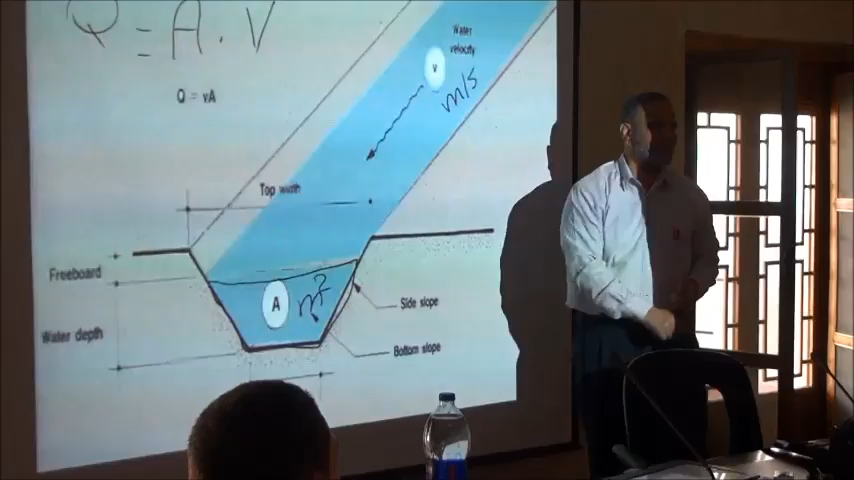 Q = A . V
Water
velocity
v
m/s
Q = vA
Top width
Freeboard
A
m²
Side slope
Water depth
Bottom slope